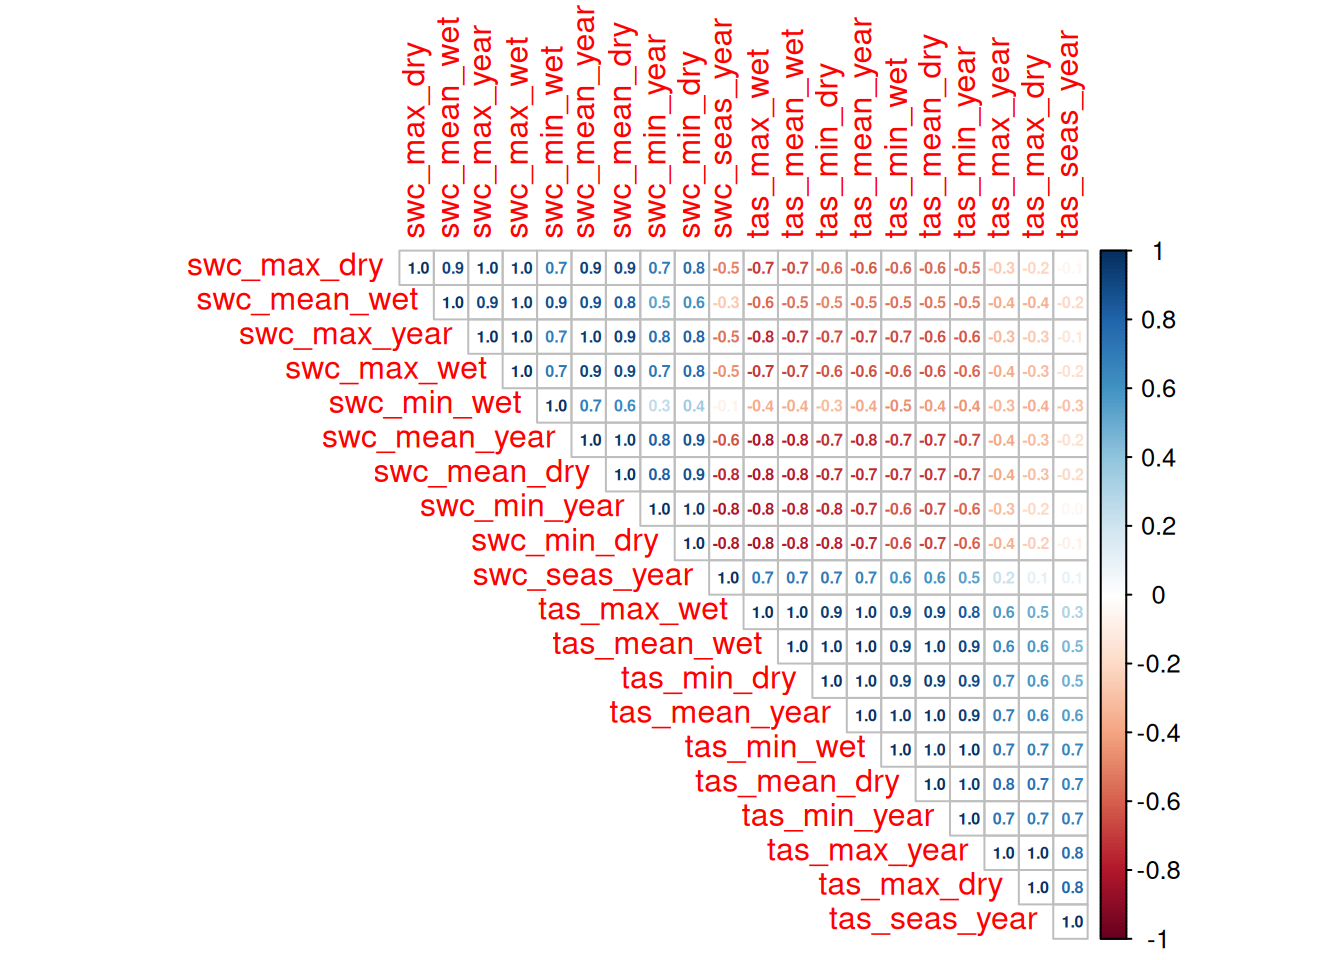 swc_max_dry
swc_mean_wet
swc_max_year
swc_max_wet
swc_min_wet
swc_mean_year
swc_mean_dry
swc_min_year
swc_min_dry
swc_seas_year
tas_max_wet
tas_mean_wet
tas_min_dry
tas_mean_year
tas_min_wet
tas_mean_dry
tas_min_year
tas_max_year
tas_max_dry
tas_seas_year
swc_max_dry 1.0 0.9 1.0 1.0 0.7 0.9 0.9 0.7 0.8 -0.5 -0.7 -0.7 -0.6 -0.6 -0.6 -0.6 -0.5 -0.3 -0.2 -0.1
swc_mean_wet 1.0 0.9 1.0 0.9 0.9 0.8 0.5 0.6 -0.3 -0.6 -0.5 -0.5 -0.5 -0.5 -0.5 -0.5 -0.4 -0.4 -0.2
swc_max_year 1.0 1.0 0.7 1.0 0.9 0.8 0.8 -0.5 -0.8 -0.7 -0.7 -0.7 -0.7 -0.6 -0.6 -0.3 -0.3 -0.1
swc_max_wet 1.0 0.7 0.9 0.9 0.7 0.8 -0.5 -0.7 -0.7 -0.6 -0.6 -0.6 -0.6 -0.6 -0.4 -0.3 -0.2
swc_min_wet 1.0 0.7 0.6 0.3 0.4 -0.1 -0.4 -0.4 -0.3 -0.4 -0.5 -0.4 -0.4 -0.3 -0.4 -0.3
swc_mean_year 1.0 1.0 0.8 0.9 -0.6 -0.8 -0.8 -0.7 -0.8 -0.7 -0.7 -0.7 -0.4 -0.3 -0.2
swc_mean_dry 1.0 0.8 0.9 -0.8 -0.8 -0.8 -0.7 -0.7 -0.7 -0.7 -0.7 -0.4 -0.3 -0.2
swc_min_year 1.0 1.0 -0.8 -0.8 -0.8 -0.8 -0.7 -0.6 -0.7 -0.6 -0.3 -0.2 0.0
swc_min_dry 1.0 -0.8 -0.8 -0.8 -0.8 -0.7 -0.6 -0.7 -0.6 -0.4 -0.2 -0.1
swc_seas_year 1.0 0.7 0.7 0.7 0.7 0.6 0.6 0.5 0.2 0.1 0.1
tas_max_wet 1.0 1.0 0.9 1.0 0.9 0.9 0.8 0.6 0.5 0.3
tas_mean_wet 1.0 1.0 1.0 0.9 1.0 0.9 0.6 0.6 0.5
tas_min_dry 1.0 1.0 0.9 0.9 0.9 0.7 0.6 0.5
tas_mean_year 1.0 1.0 1.0 0.9 0.7 0.6 0.6
tas_min_wet 1.0 1.0 1.0 0.7 0.7 0.7
tas_mean_dry 1.0 1.0 0.8 0.7 0.7
tas_min_year 1.0 0.7 0.7 0.7
tas_max_year 1.0 1.0 0.8
tas_max_dry 1.0 0.8
tas_seas_year 1.0
1
0.8
0.6
0.4
0.2
0
-0.2
-0.4
-0.6
-0.8
-1